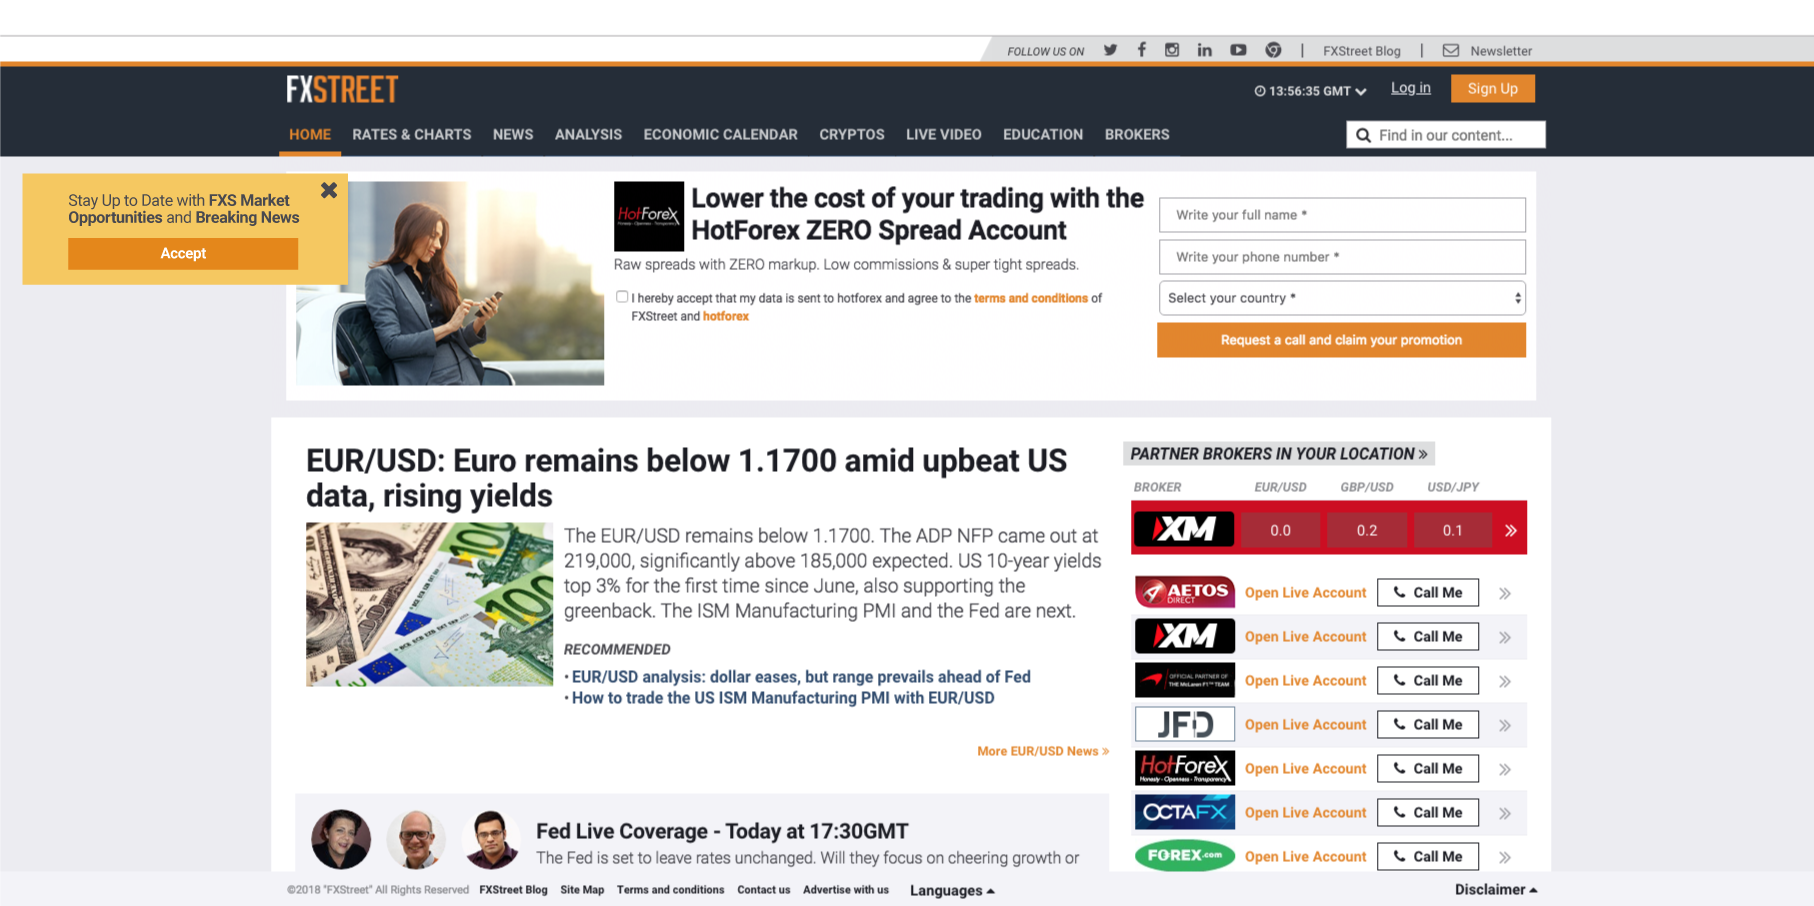 FOLLOW US ON | FXStreet Blog | Newsletter
FXSTREET
13:56:35 GMT Log in Sign Up
HOME RATES & CHARTS NEWS ANALYSIS ECONOMIC CALENDAR CRYPTOS LIVE VIDEO EDUCATION BROKERS
Find in our content...
Stay Up to Date with FXS Market
Opportunities and Breaking News
Accept
HotForex
Honesty - Openness - Transparency
Lower the cost of your trading with the
HotForex ZERO Spread Account
Raw spreads with ZERO markup. Low commissions & super tight spreads.
I hereby accept that my data is sent to hotforex and agree to the terms and conditions of
FXStreet and hotforex
Write your full name *
Write your phone number *
Select your country *
Request a call and claim your promotion
EUR/USD: Euro remains below 1.1700 amid upbeat US
data, rising yields
The EUR/USD remains below 1.1700. The ADP NFP came out at
219,000, significantly above 185,000 expected. US 10-year yields
top 3% for the first time since June, also supporting the
greenback. The ISM Manufacturing PMI and the Fed are next.
100
100
RECOMMENDED
• EUR/USD analysis: dollar eases, but range prevails ahead of Fed
• How to trade the US ISM Manufacturing PMI with EUR/USD
More EUR/USD News »
Fed Live Coverage - Today at 17:30GMT
The Fed is set to leave rates unchanged. Will they focus on cheering growth or
PARTNER BROKERS IN YOUR LOCATION »
BROKER EUR/USD GBP/USD USD/JPY
XM 0.0 0.2 0.1 »
AETOS DIRECT Open Live Account Call Me »
XM Open Live Account Call Me »
OFFICIAL PARTNER OF
THE McLaren F1™ TEAM Open Live Account Call Me »
JFD Open Live Account Call Me »
HotForex
Honesty - Openness - Transparency Open Live Account Call Me »
OCTAFX Open Live Account Call Me »
FOREX.com Open Live Account Call Me »
©2018 "FXStreet" All Rights Reserved FXStreet Blog Site Map Terms and conditions Contact us Advertise with us Languages Disclaimer